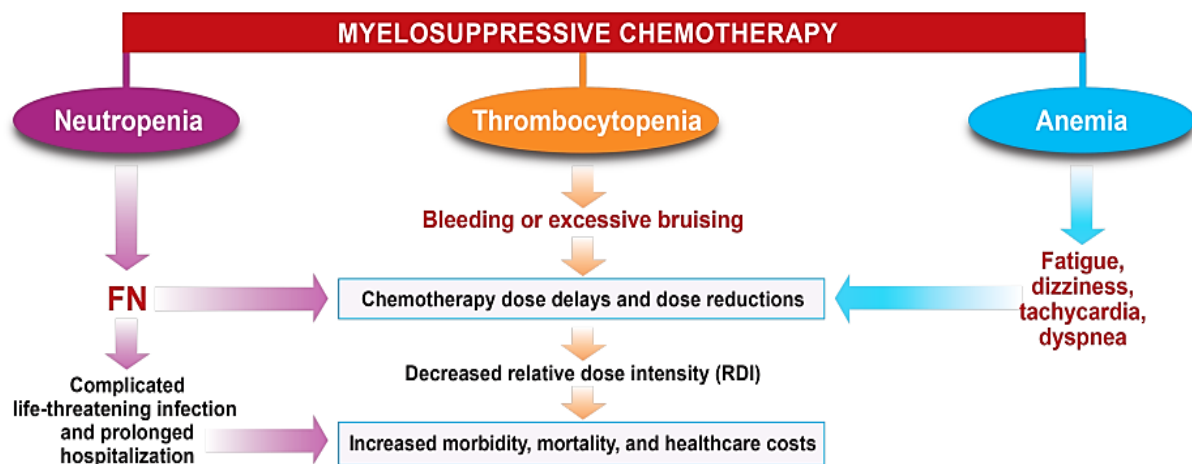 MYELOSUPPRESSIVE CHEMOTHERAPY
Neutropenia
Thrombocytopenia
Anemia
Bleeding or excessive bruising
FN
Chemotherapy dose delays and dose reductions
Fatigue,
dizziness,
tachycardia,
dyspnea
Decreased relative dose intensity (RDI)
Complicated
life-threatening infection
and prolonged
hospitalization
Increased morbidity, mortality, and healthcare costs